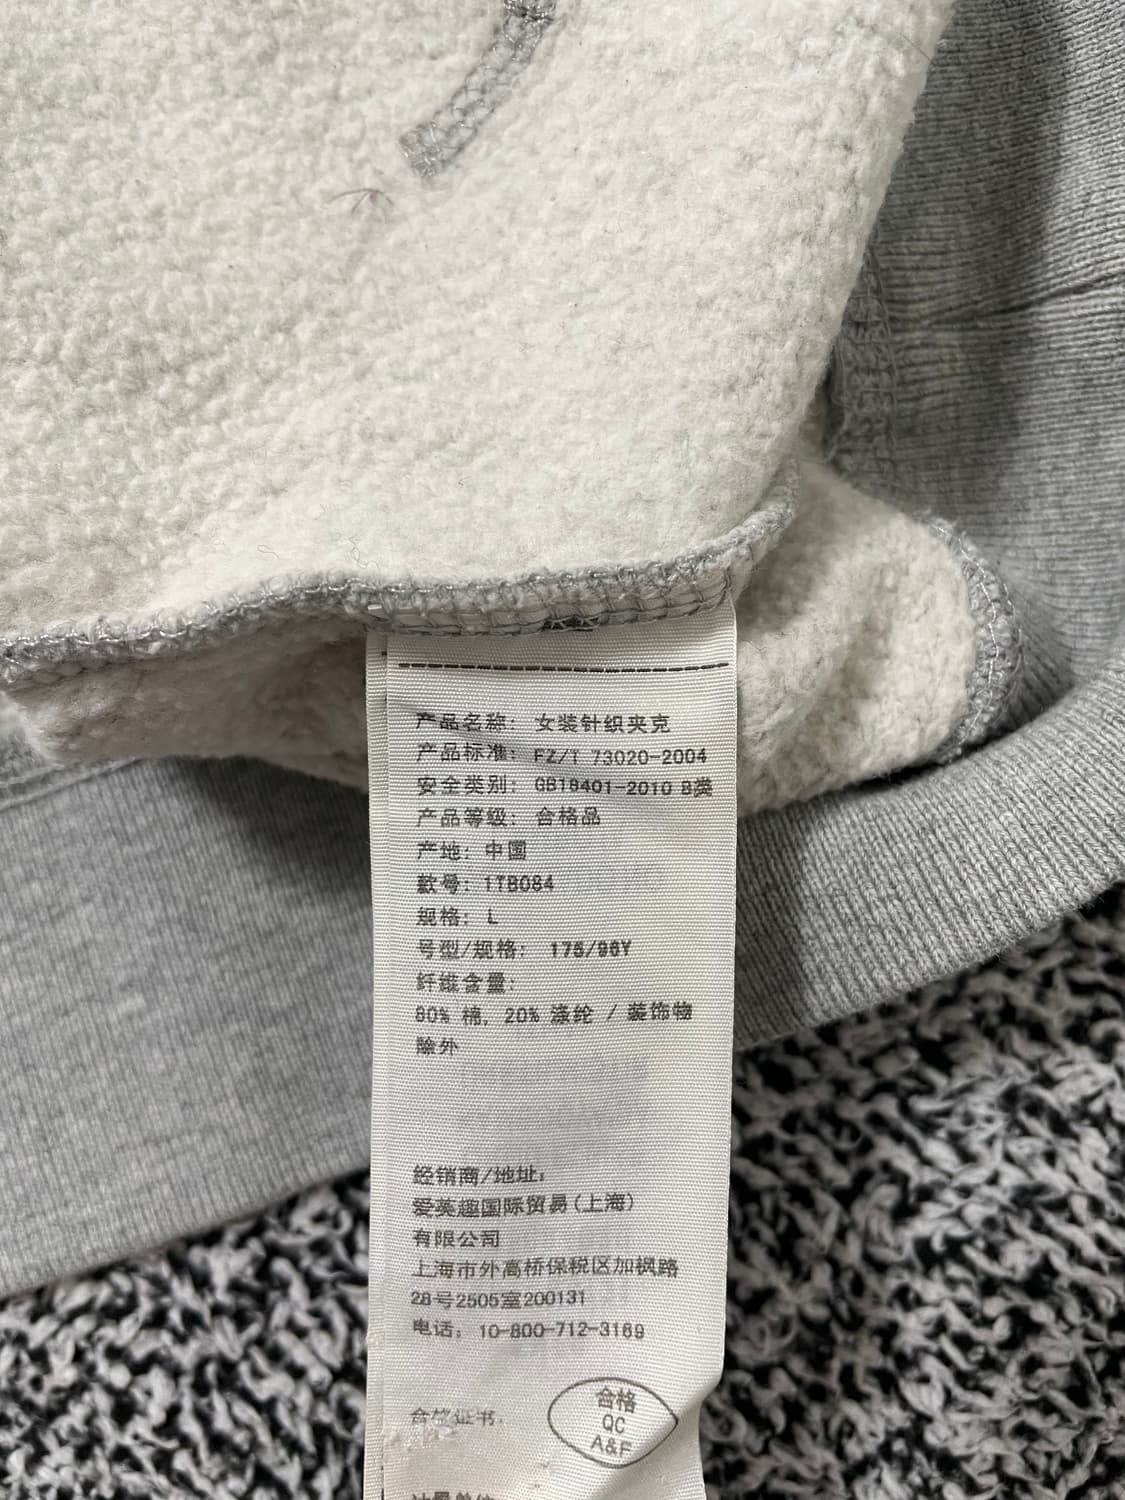 产品名称: 女装针织夹克
产品标准: FZ/T 73020-2004
安全类别: GB18401-2010 B类
产品等级: 合格品
产地: 中国
款号: 1TB084
规格: L
号型/规格: 175/96Y
纤维含量:
80% 棉, 20% 涤纶 / 装饰物
除外
经销商/地址:
爱英趣国际贸易(上海)
有限公司
上海市外高桥保税区加枫路
28号2505室200131
电话: 10-800-712-3169
合格证书:
合格
QC
A&F
计量单位